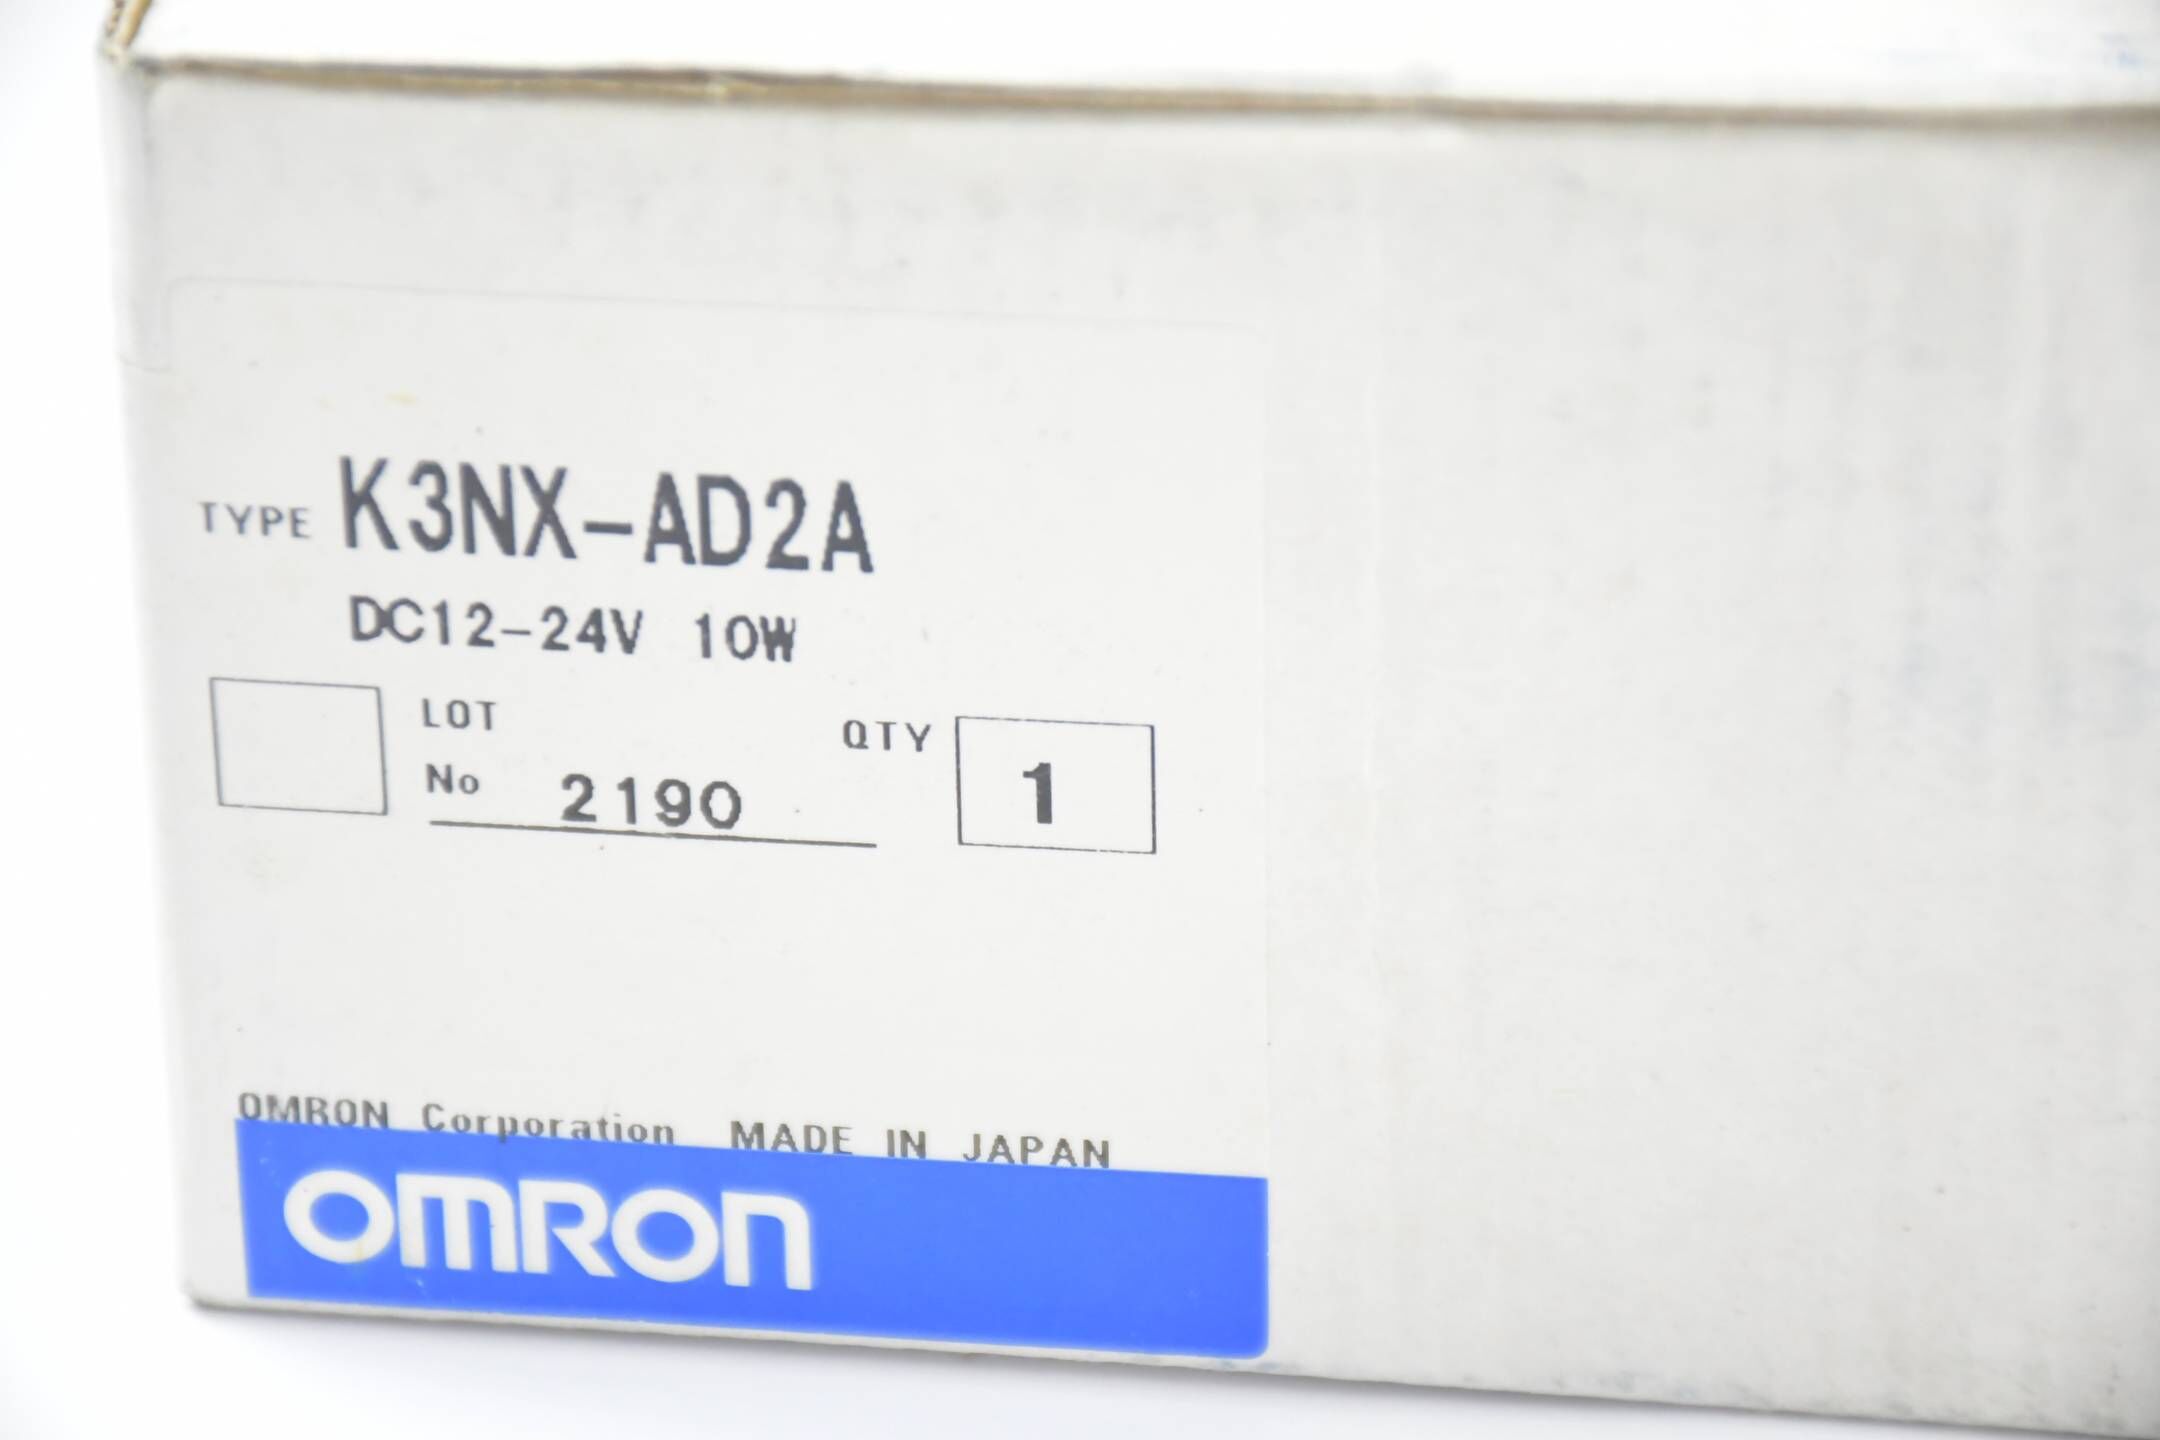 TYPE K3NX-AD2A
DC12-24V 10W
LOT
No 2190
QTY 1
OMRON Corporation MADE IN JAPAN
OMRON